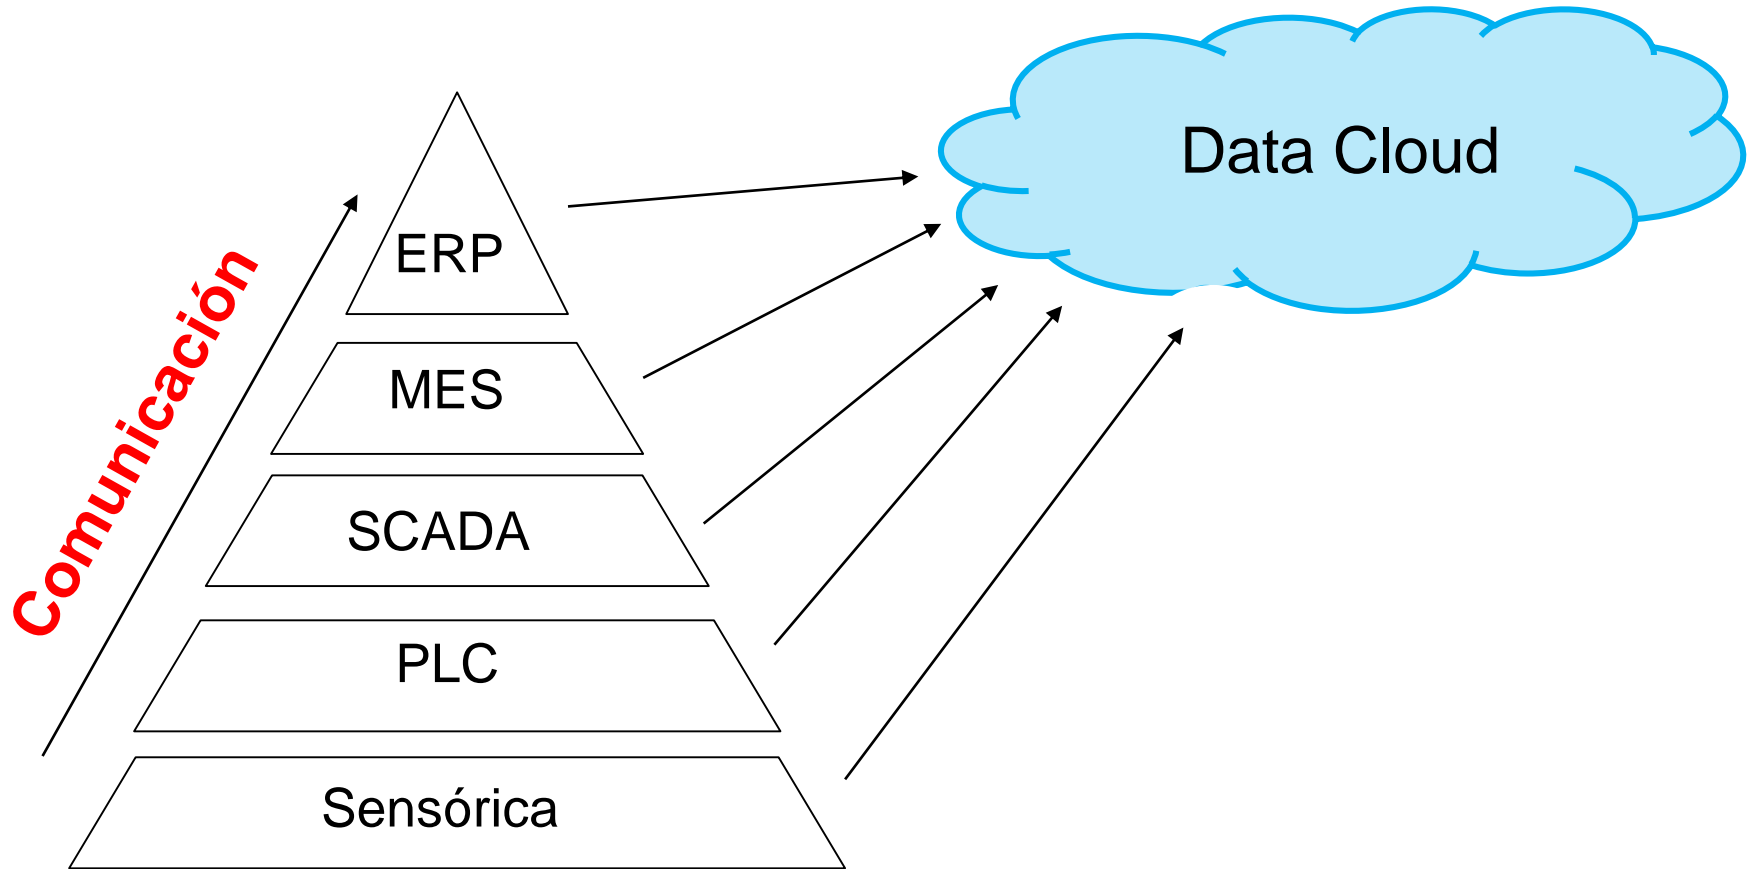 Data Cloud
ERP
MES
SCADA
PLC
Sensórica
Comunicación